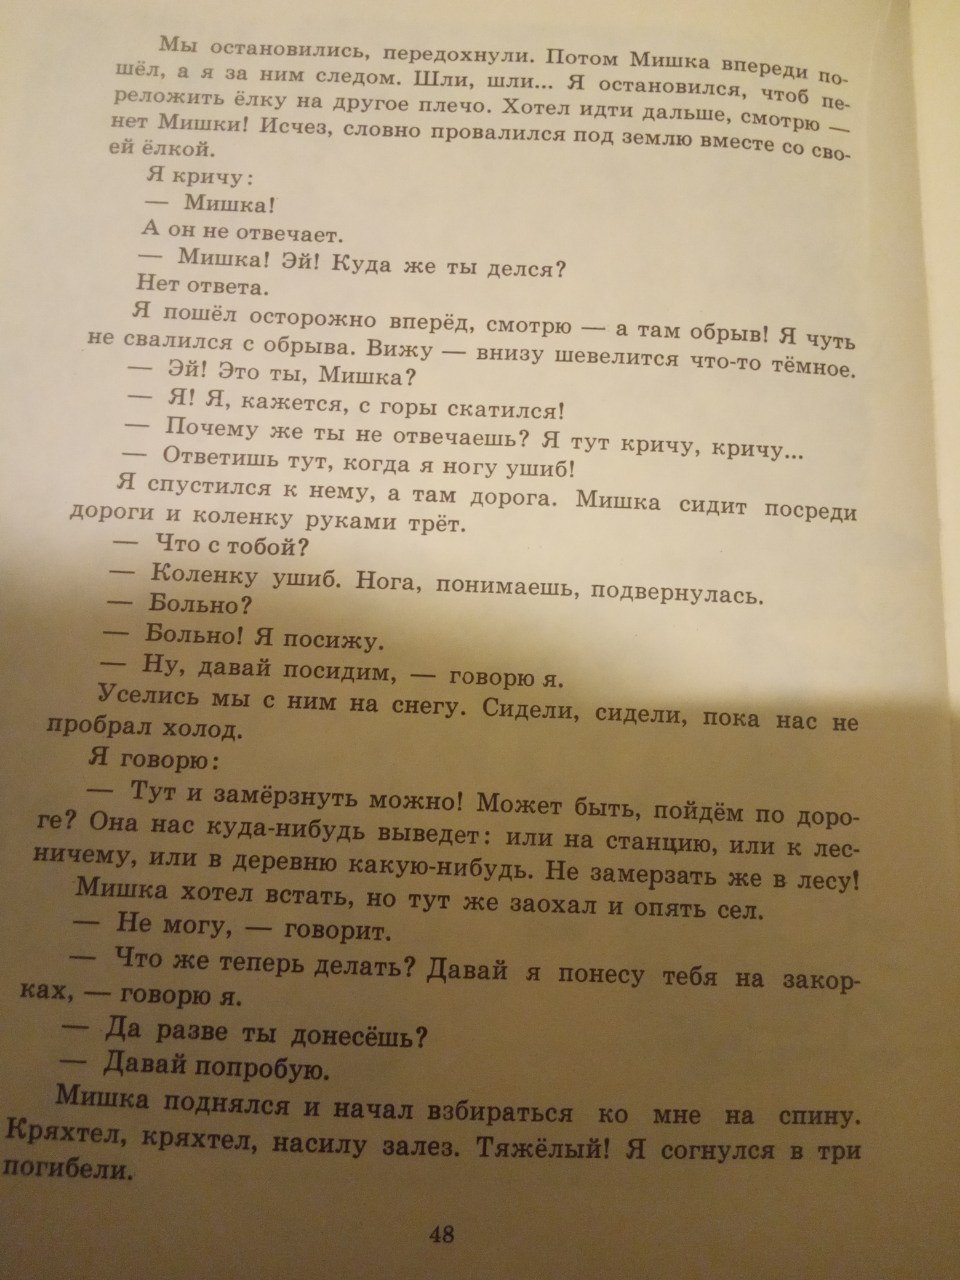 Мы остановились, передохнули. Потом Мишка впереди по-
шёл, а я за ним следом. Шли, шли... Я остановился, чтоб пе-
реложить ёлку на другое плечо. Хотел идти дальше, смотрю —
нет Мишки! Исчез, словно провалился под землю вместе со сво-
ей ёлкой.
Я кричу:
— Мишка!
А он не отвечает.
— Мишка! Эй! Куда же ты делся?
Нет ответа.
Я пошёл осторожно вперёд, смотрю — а там обрыв! Я чуть
не свалился с обрыва. Вижу — внизу шевелится что-то тёмное.
— Эй! Это ты, Мишка?
— Я! Я, кажется, с горы скатился!
— Почему же ты не отвечаешь? Я тут кричу, кричу...
— Ответишь тут, когда я ногу ушиб!
Я спустился к нему, а там дорога. Мишка сидит посреди
дороги и коленку руками трёт.
— Что с тобой?
— Коленку ушиб. Нога, понимаешь, подвернулась.
— Больно?
— Больно! Я посижу.
— Ну, давай посидим, — говорю я.
Уселись мы с ним на снегу. Сидели, сидели, пока нас не
пробрал холод.
Я говорю:
— Тут и замёрзнуть можно! Может быть, пойдём по доро-
ге? Она нас куда-нибудь выведет: или на станцию, или к лес-
ничему, или в деревню какую-нибудь. Не замерзать же в лесу!
Мишка хотел встать, но тут же заохал и опять сел.
— Не могу, — говорит.
— Что же теперь делать? Давай я понесу тебя на закор-
ках, — говорю я.
— Да разве ты донесёшь?
— Давай попробую.
Мишка поднялся и начал взбираться ко мне на спину.
Кряхтел, кряхтел, насилу залез. Тяжёлый! Я согнулся в три
погибели.
48